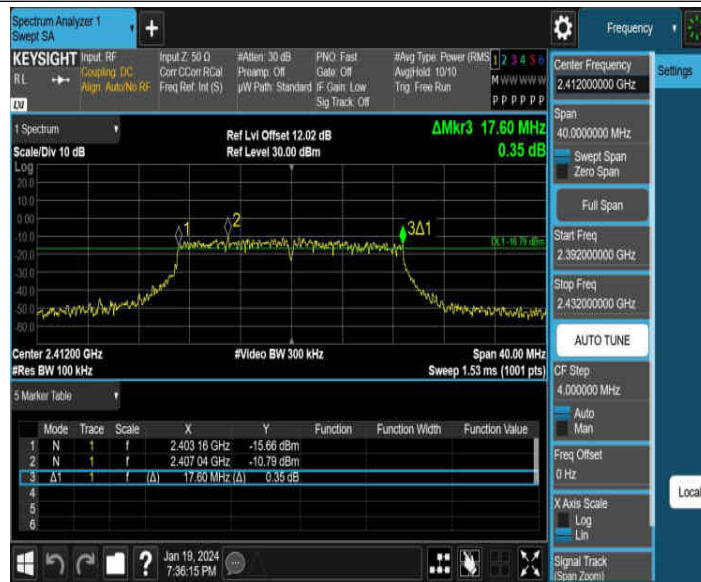 Spectrum Analyzer 1
Swept SA
Frequency
KEYSIGHT
RL
LXI
Input: RF
Coupling: DC
Align: Auto/No RF
Input Z: 50 Ω
Corr CCorr RCal
Freq Ref: Int (S)
#Atten: 30 dB
Preamp: Off
µW Path: Standard
PNO: Fast
Gate: Off
IF Gain: Low
Sig Track: Off
#Avg Type: Power (RMS
Avg|Hold: 10/10
Trig: Free Run
1 2 3 4 5 6
M W W W W W
P P P P P P
1 Spectrum
Scale/Div 10 dB
Ref Lvl Offset 12.02 dB
Ref Level 30.00 dBm
ΔMkr3 17.60 MHz
0.35 dB
Log
20.0
10.0
0.00
-10.0
-20.0
-30.0
-40.0
-50.0
-60.0
1
2
3Δ1
DL1 -16.79 dBm
Center 2.41200 GHz
#Video BW 300 kHz
Span 40.00 MHz
#Res BW 100 kHz
Sweep 1.53 ms (1001 pts)
5 Marker Table
Mode Trace Scale X Y Function Function Width Function Value
1 N 1 f 2.403 16 GHz -15.66 dBm
2 N 1 f 2.407 04 GHz -10.79 dBm
3 Δ1 1 f (Δ) 17.60 MHz (Δ) 0.35 dB
4
5
6
Jan 19, 2024
7:36:15 PM
Center Frequency
2.412000000 GHz
Span
40.0000000 MHz
Swept Span
Zero Span
Full Span
Start Freq
2.392000000 GHz
Stop Freq
2.432000000 GHz
AUTO TUNE
CF Step
4.000000 MHz
Auto
Man
Freq Offset
0 Hz
X Axis Scale
Log
Lin
Signal Track
(Span Zoom)
Settings
Local